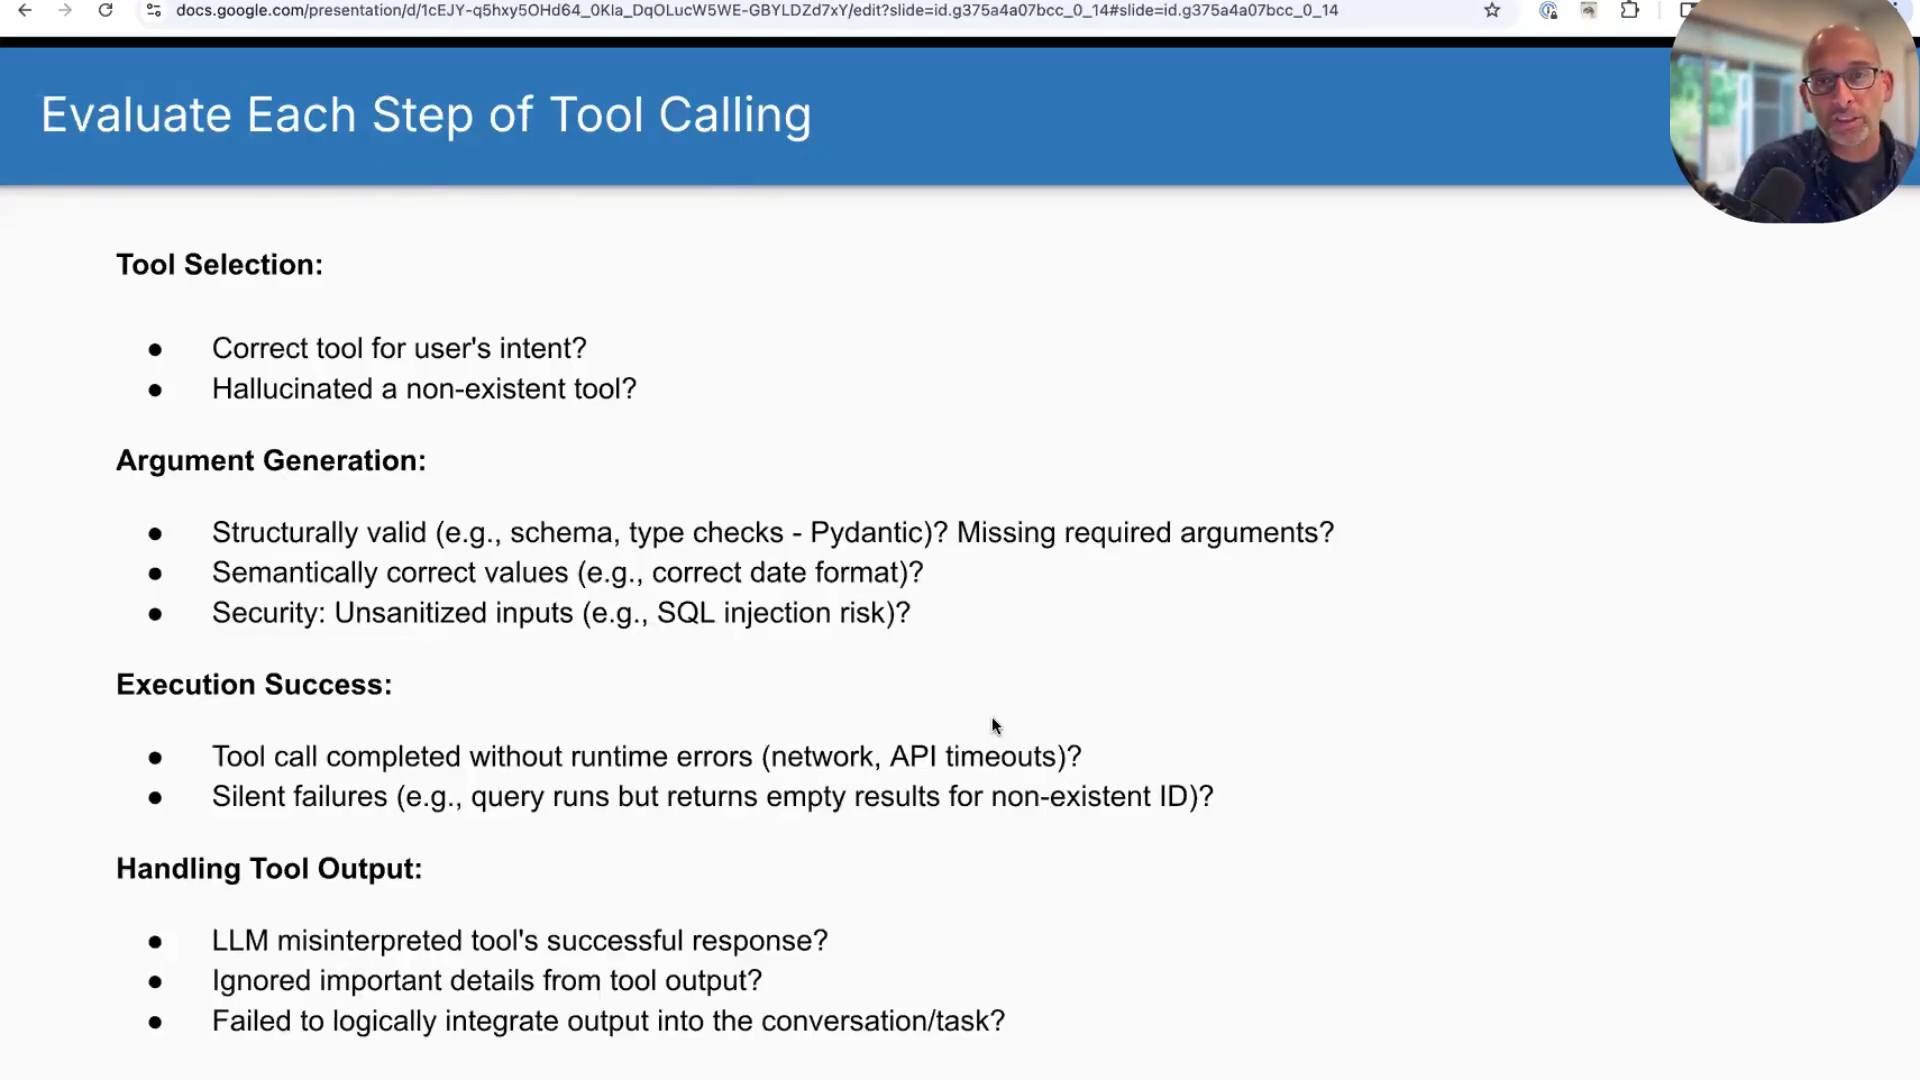 docs.google.com/presentation/d/1cEJY-q5hxy5OHd64_0Kla_DqOLucW5WE-GBYLDZd7xY/edit?slide=id.g375a4a07bcc_0_14#slide=id.g375a4a07bcc_0_14
Evaluate Each Step of Tool Calling
Tool Selection:
● Correct tool for user's intent?
● Hallucinated a non-existent tool?
Argument Generation:
● Structurally valid (e.g., schema, type checks - Pydantic)? Missing required arguments?
● Semantically correct values (e.g., correct date format)?
● Security: Unsanitized inputs (e.g., SQL injection risk)?
Execution Success:
● Tool call completed without runtime errors (network, API timeouts)?
● Silent failures (e.g., query runs but returns empty results for non-existent ID)?
Handling Tool Output:
● LLM misinterpreted tool's successful response?
● Ignored important details from tool output?
● Failed to logically integrate output into the conversation/task?